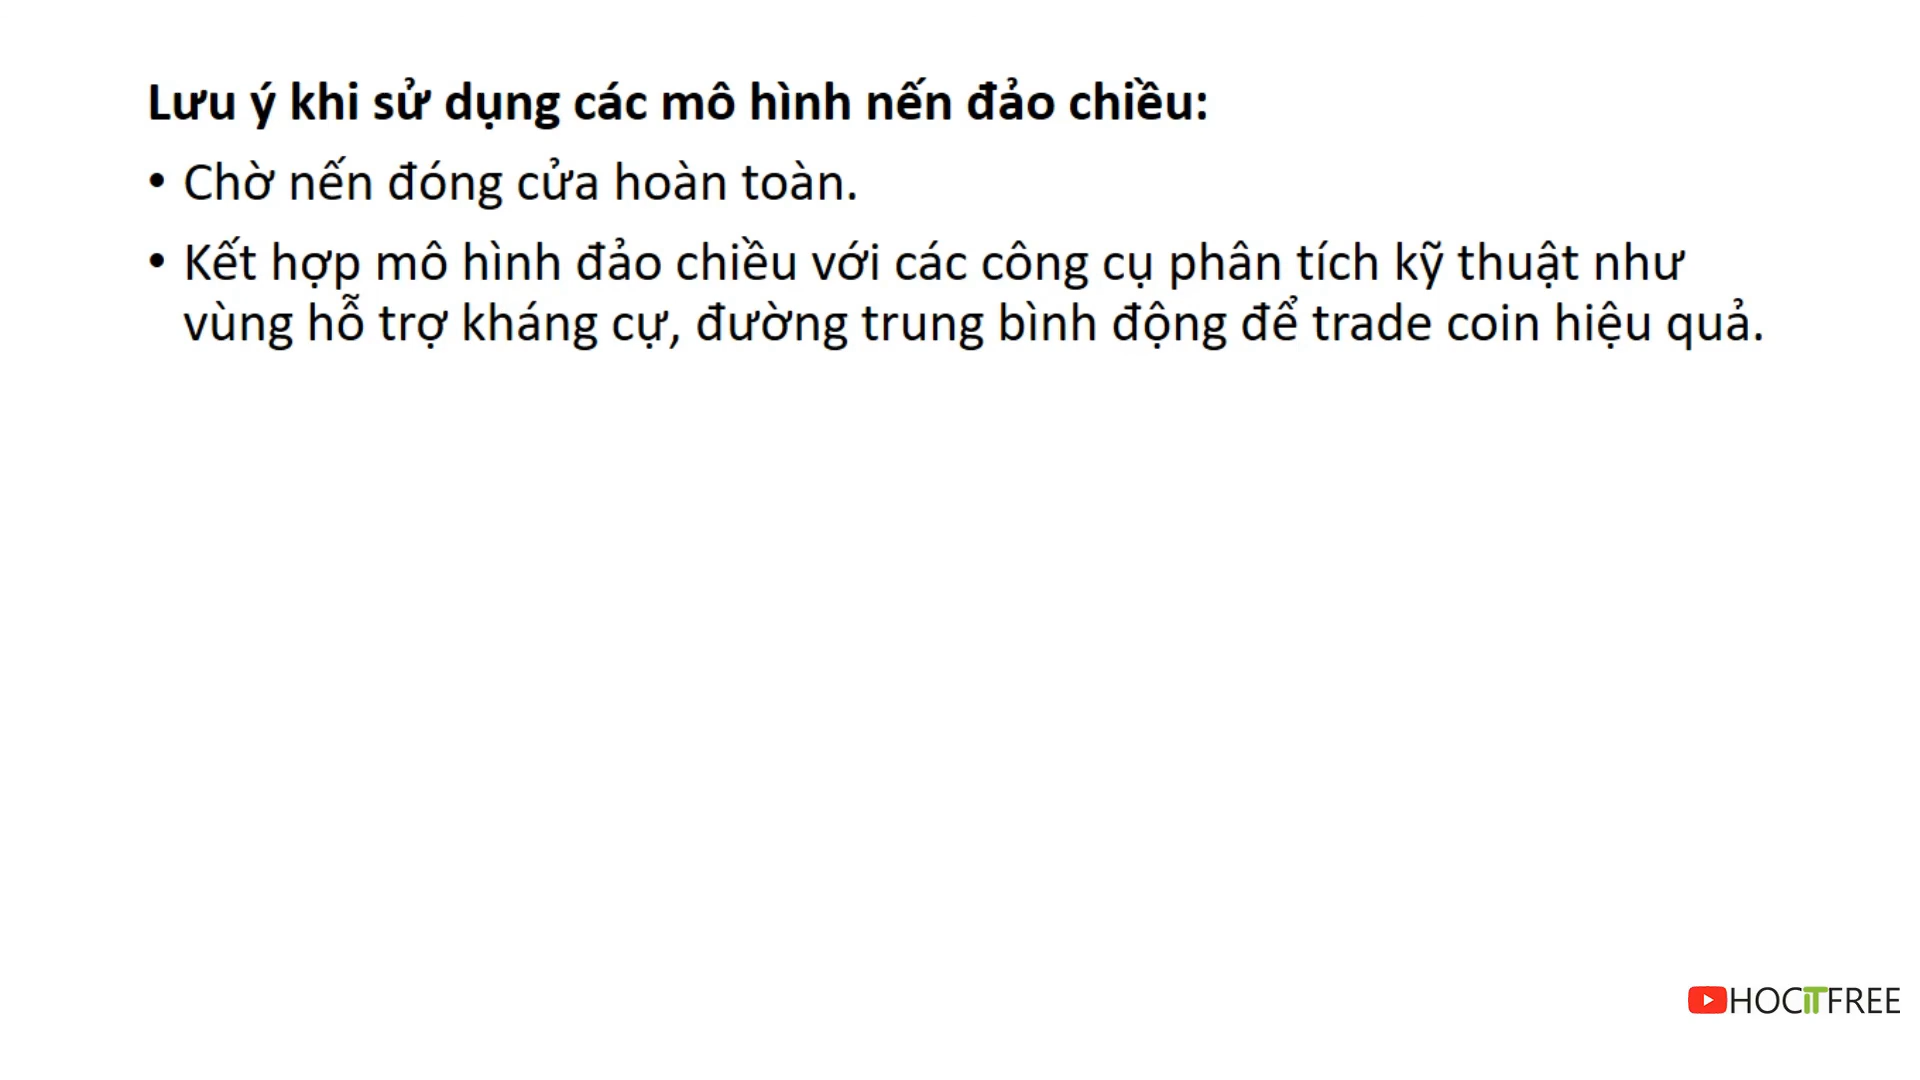 Lưu ý khi sử dụng các mô hình nến đảo chiều:
• Chờ nến đóng cửa hoàn toàn.
• Kết hợp mô hình đảo chiều với các công cụ phân tích kỹ thuật như
vùng hỗ trợ kháng cự, đường trung bình động để trade coin hiệu quả.
HOCITFREE